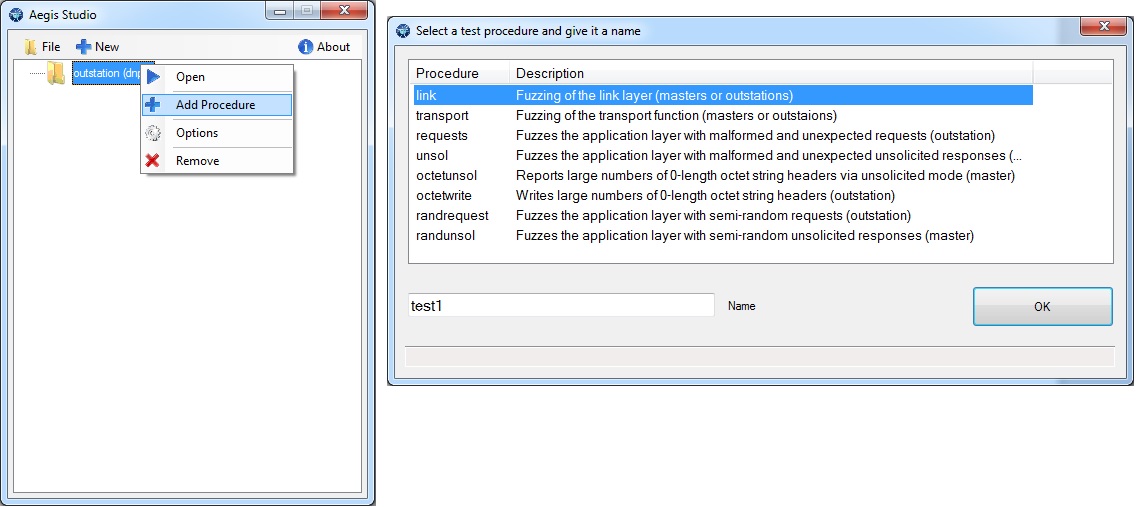 Aegis Studio
File New About
outstation (dnp
Open
Add Procedure
Options
Remove
Select a test procedure and give it a name
Procedure Description
link Fuzzing of the link layer (masters or outstations)
transport Fuzzing of the transport function (masters or outstaions)
requests Fuzzes the application layer with malformed and unexpected requests (outstation)
unsol Fuzzes the application layer with malformed and unexpected unsolicited responses (...
octetunsol Reports large numbers of 0-length octet string headers via unsolicited mode (master)
octetwrite Writes large numbers of 0-length octet string headers (outstation)
randrequest Fuzzes the application layer with semi-random requests (outstation)
randunsol Fuzzes the application layer with semi-random unsolicited responses (master)
test1 Name OK